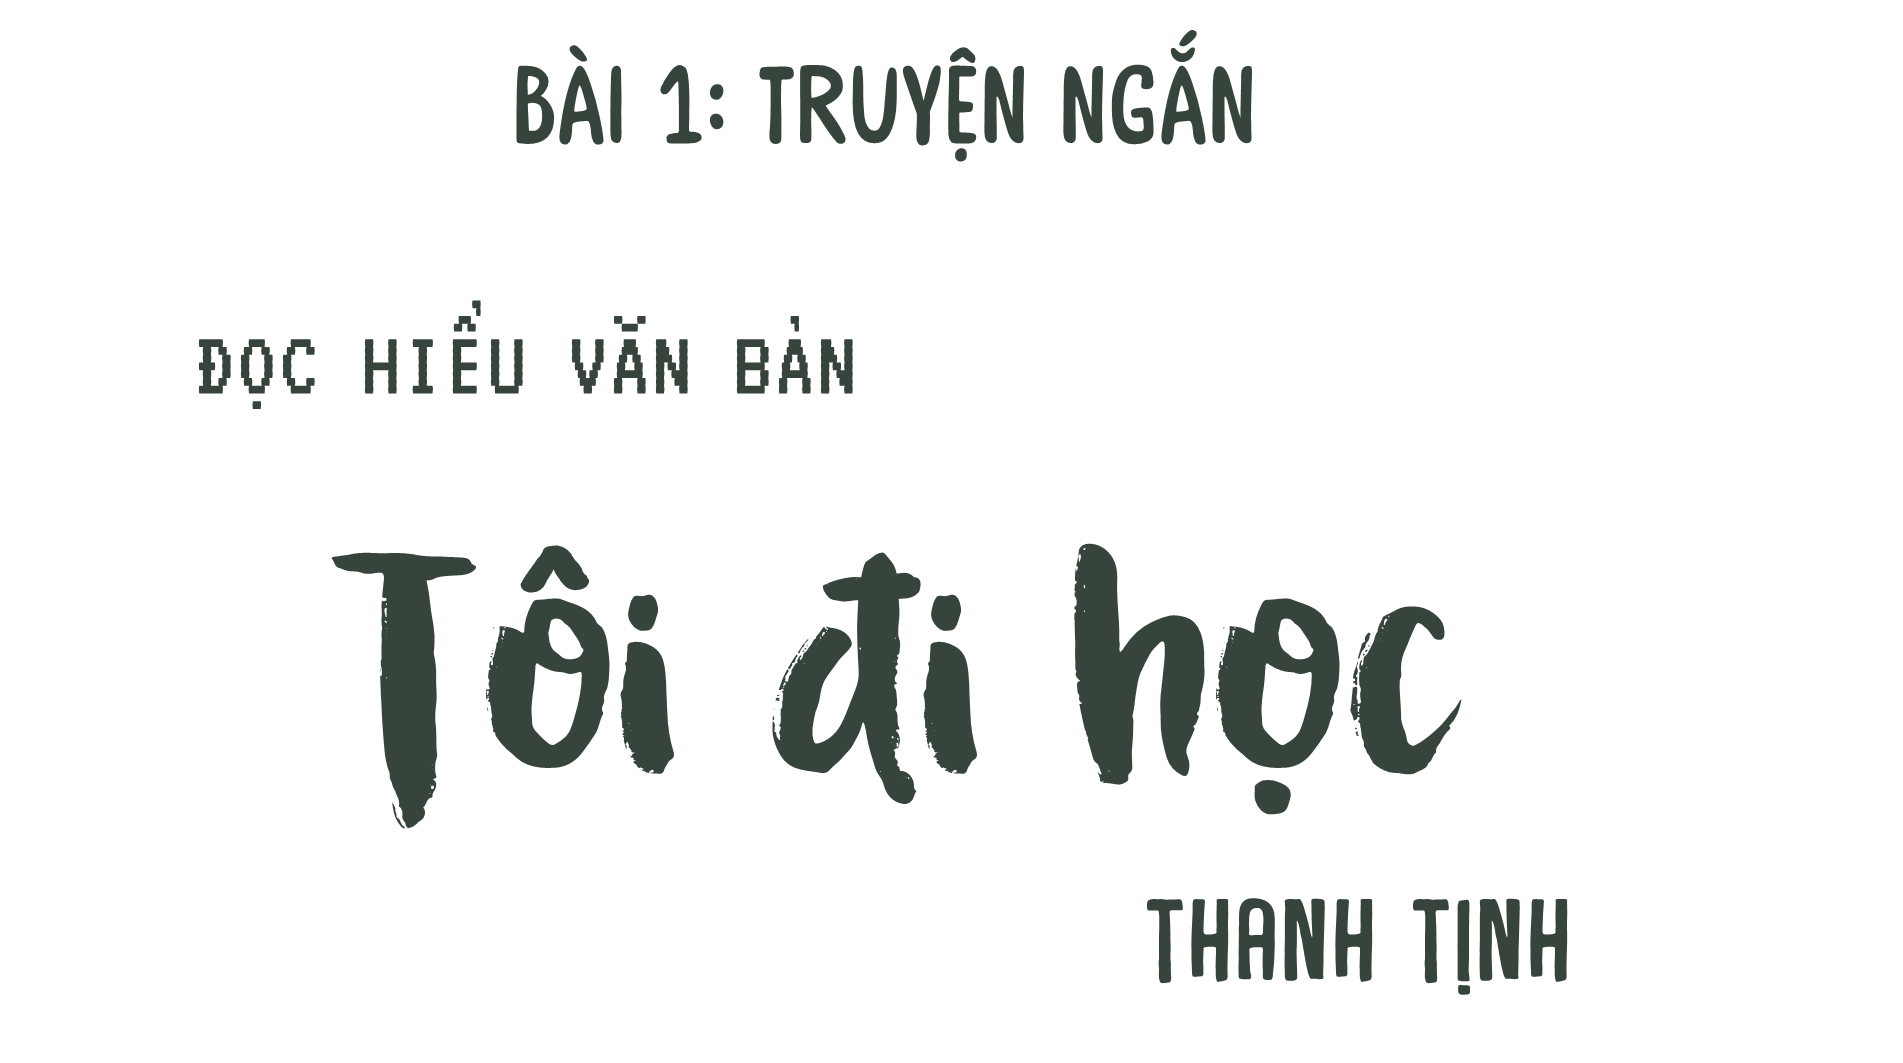 BÀI 1: TRUYỆN NGẮN
ĐỌC HIỂU VĂN BẢN
Tôi đi học
THANH TỊNH